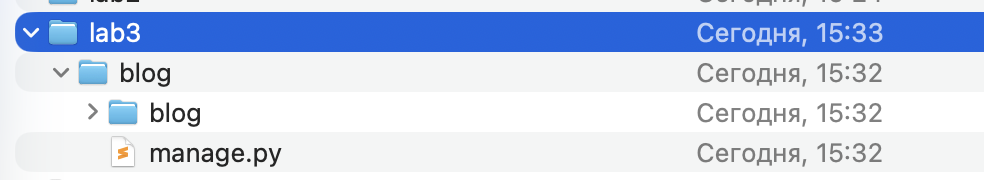 lab3 Сегодня, 15:33
blog Сегодня, 15:32
blog Сегодня, 15:32
manage.py Сегодня, 15:32